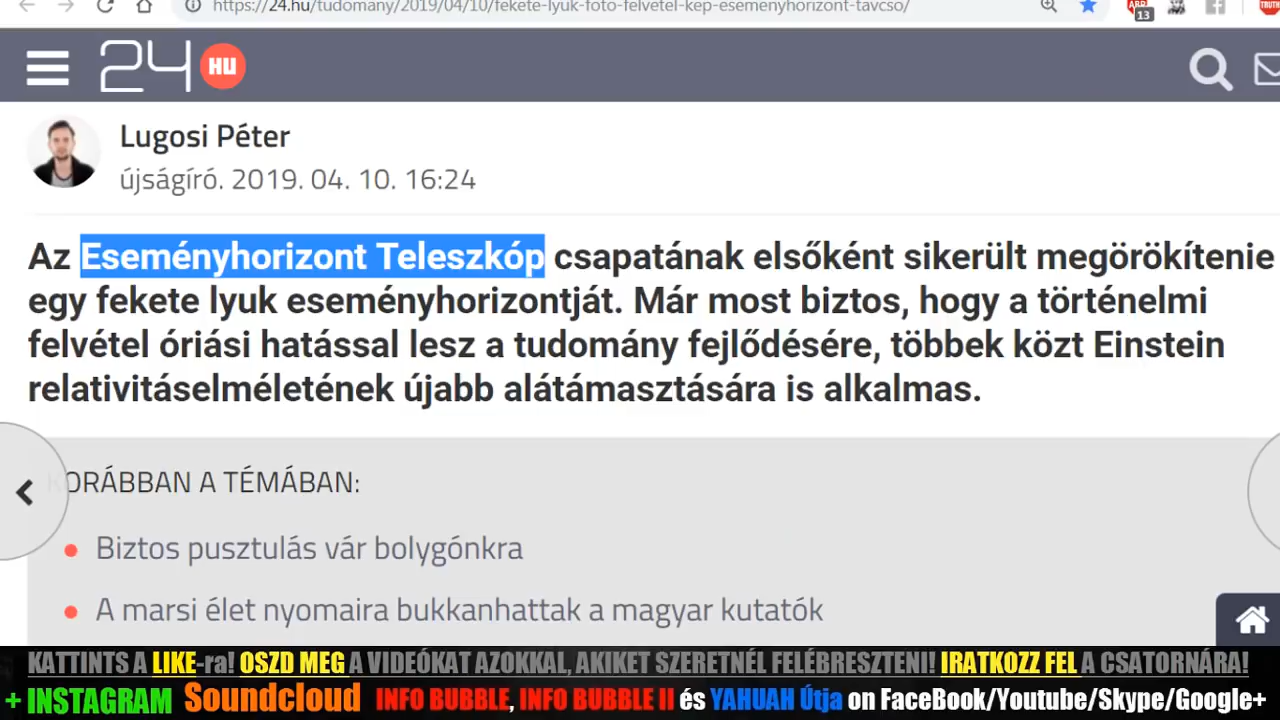 https://24.hu/tudomany/2019/04/10/fekete-lyuk-foto-felvetel-kep-esemenyhorizont-tavcso/
13
24 HU
Lugosi Péter
újságíró. 2019. 04. 10. 16:24
Az Eseményhorizont Teleszkóp csapatának elsőként sikerült megörökítenie
egy fekete lyuk eseményhorizontját. Már most biztos, hogy a történelmi
felvétel óriási hatással lesz a tudomány fejlődésére, többek közt Einstein
relativitáselméletének újabb alátámasztására is alkalmas.
KORÁBBAN A TÉMÁBAN:
Biztos pusztulás vár bolygónkra
A marsi élet nyomaira bukkanhattak a magyar kutatók
KATTINTS A LIKE-ra! OSZD MEG A VIDEÓKAT AZOKKAL, AKIKET SZERETNÉL FELÉBRESZTENI! IRATKOZZ FEL A CSATORNÁRA!
+ INSTAGRAM Soundcloud INFO BUBBLE, INFO BUBBLE II és YAHUAH Útja on FaceBook/Youtube/Skype/Google+